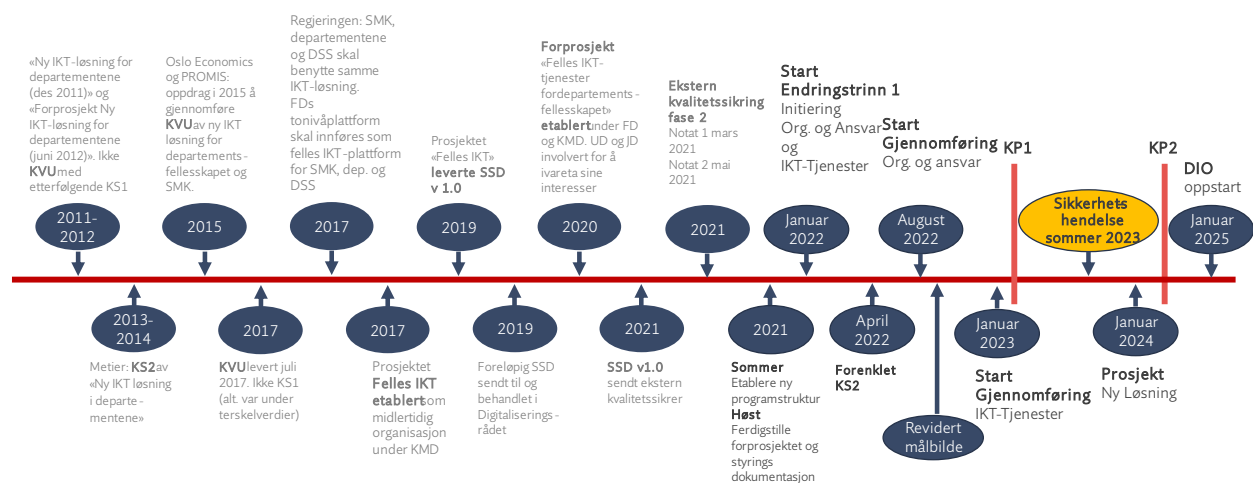 «Ny IKT-løsning for
departementene
(des 2011)» og
«Forprosjekt Ny
IKT-løsning for
departementene
(juni 2012)». Ikke
KVU med
etterfølgende KS1
2011-
2012
Oslo Economics
og PROMIS:
oppdrag i 2015 å
gjennomføre
KVU av ny IKT
løsning for
departements-
fellesskapet og
SMK.
2015
Regjeringen: SMK,
departementene
og DSS skal
benytte samme
IKT-løsning.
FDs
tonivåplattform
skal innføres som
felles IKT-plattform
for SMK, dep. og
DSS
2017
Prosjektet
«Felles IKT»
leverte SSD
v 1.0
2019
Forprosjekt
«Felles IKT-
tjenester
fordepartements-
fellesskapet»
etablert under FD
og KMD. UD og JD
involvert for å
ivareta sine
interesser
2020
Ekstern
kvalitetssikring
fase 2
Notat 1 mars
2021
Notat 2 mai
2021
2021
Start
Endringstrinn 1
Initiering
Org. og Ansvar
og
IKT-Tjenester
Januar
2022
Start
Gjennomføring
Org. og ansvar
August
2022
KP1
Sikkerhets
hendelse
sommer 2023
KP2
DIO
oppstart
Januar
2025
2013-
2014
Metier: KS2 av
«Ny IKT løsning
i departe-
mentene»
2017
KVU levert juli
2017. Ikke KS1
(alt. var under
terskelverdier)
2017
Prosjektet
Felles IKT
etablert som
midlertidig
organisasjon
under KMD
2019
Foreløpig SSD
sendt til og
behandlet i
Digitaliserings-
rådet
2021
SSD v1.0
sendt ekstern
kvalitetssikrer
2021
Sommer
Etablere ny
programstruktur
Høst
Ferdigstille
forprosjektet og
styrings
dokumentasjon
April
2022
Forenklet
KS2
Revidert
målbilde
Januar
2023
Start
Gjennomføring
IKT-Tjenester
Januar
2024
Prosjekt
Ny Løsning